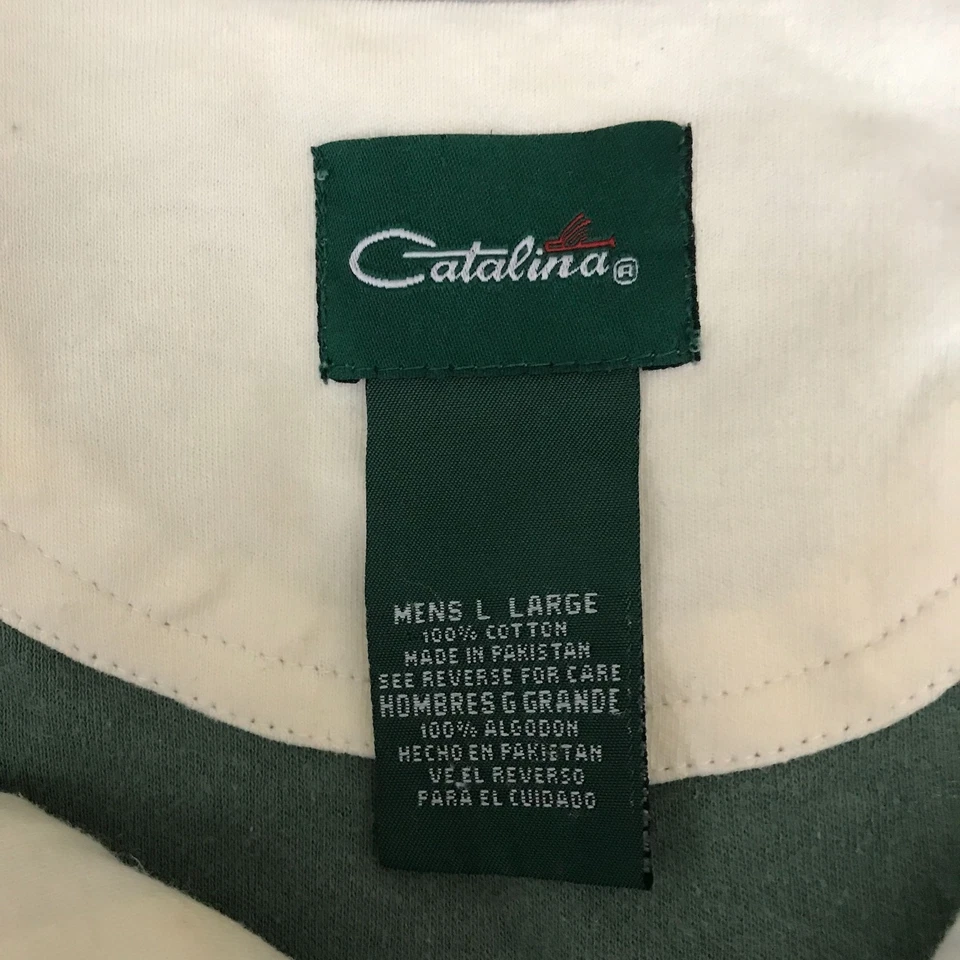 Catalina®
MENS L LARGE
100% COTTON
MADE IN PAKISTAN
SEE REVERSE FOR CARE
HOMBRES G GRANDE
100% ALGODON
HECHO EN PAKISTAN
VE EL REVERSO
PARA EL CUIDADO